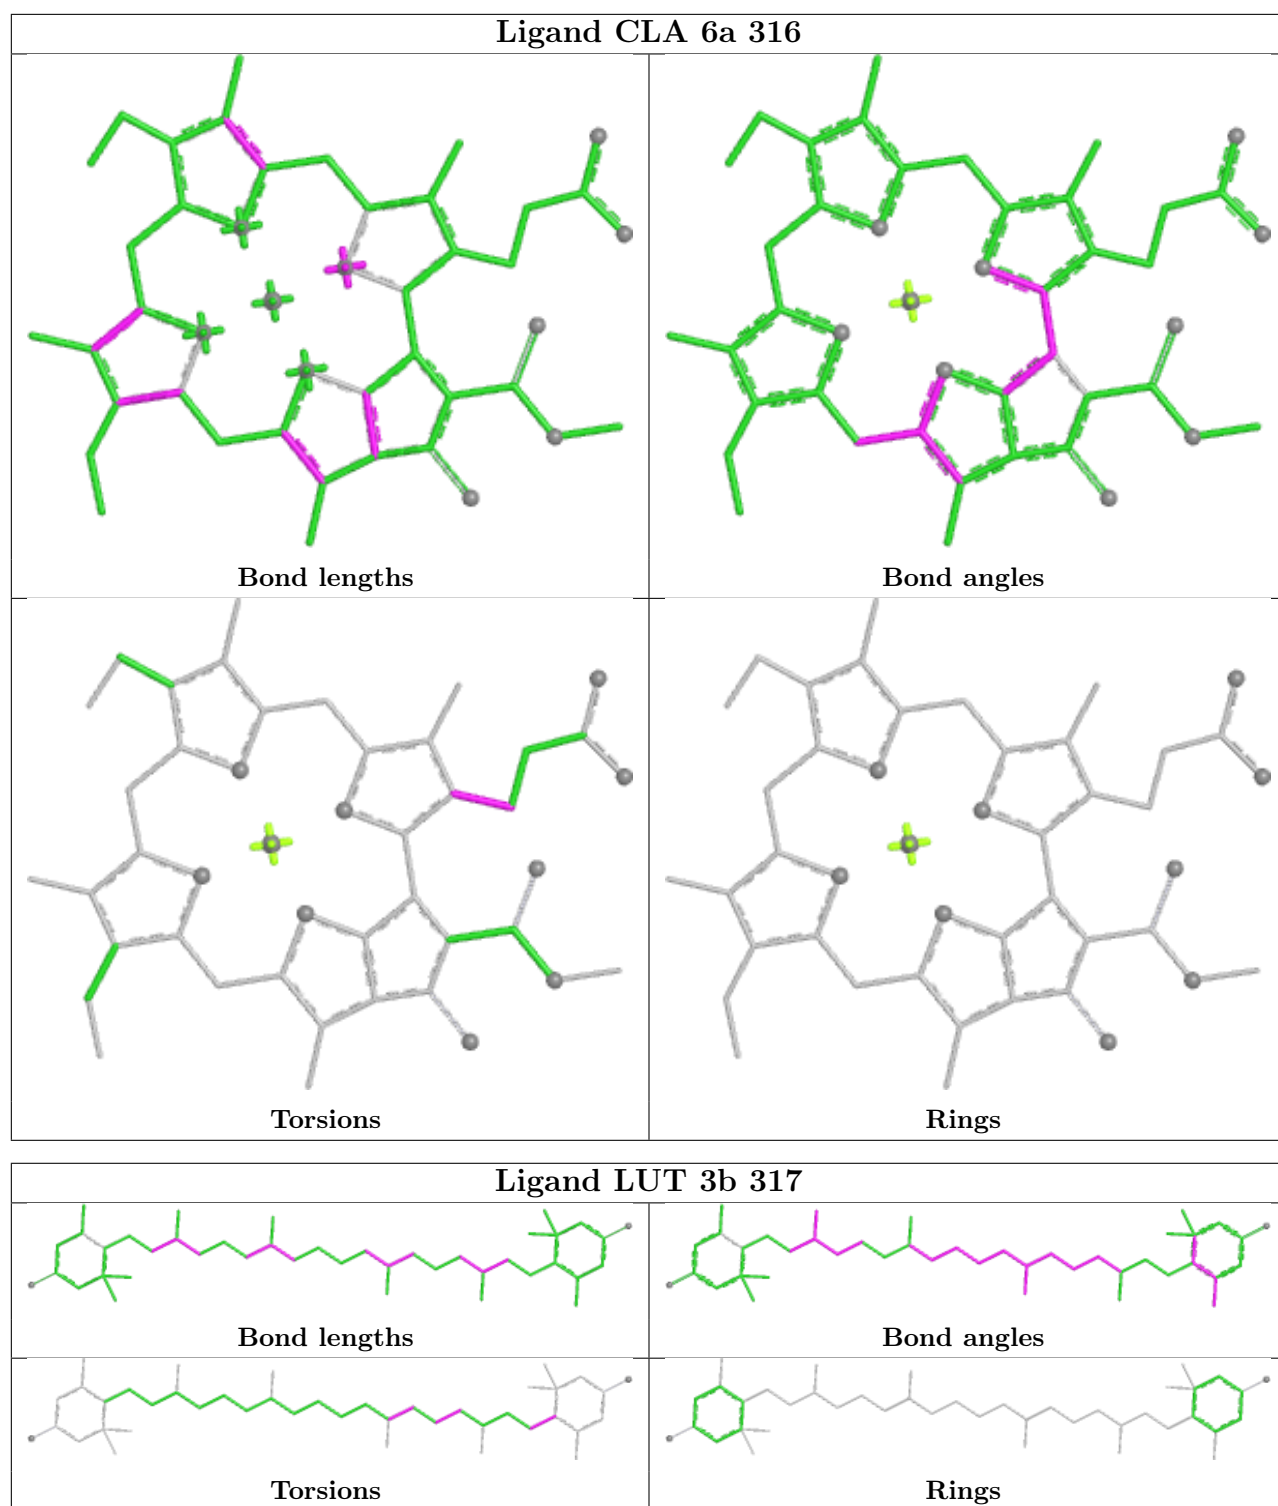 Ligand CLA 6a 316
Bond lengths
Bond angles
Torsions
Rings
Ligand LUT 3b 317
Bond lengths
Bond angles
Torsions
Rings